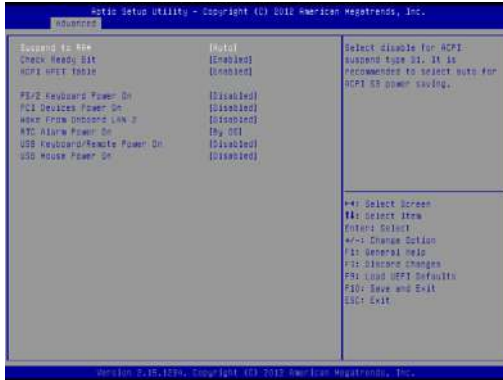 Aptio Setup Utility - Copyright (C) 2012 American Megatrends, Inc.
Advanced
Suspend to RAM [Auto]
Check Ready Bit [Enabled]
ACPI HPET Table [Enabled]
PS/2 Keyboard Power On [Disabled]
PCI Devices Power On [Disabled]
Wake From Onboard LAN 2 [Disabled]
RTC Alarm Power On [By OS]
USB Keyboard/Remote Power On [Disabled]
USB Mouse Power On [Disabled]
Select disable for ACPI
suspend type S1. It is
recommended to select auto for
ACPI S3 power saving.
→←: Select Screen
↑↓: Select Item
Enter: Select
+/-: Change Option
F1: General Help
F7: Discard Changes
F9: Load UEFI Defaults
F10: Save and Exit
ESC: Exit
Version 2.15.1234. Copyright (C) 2012 American Megatrends, Inc.